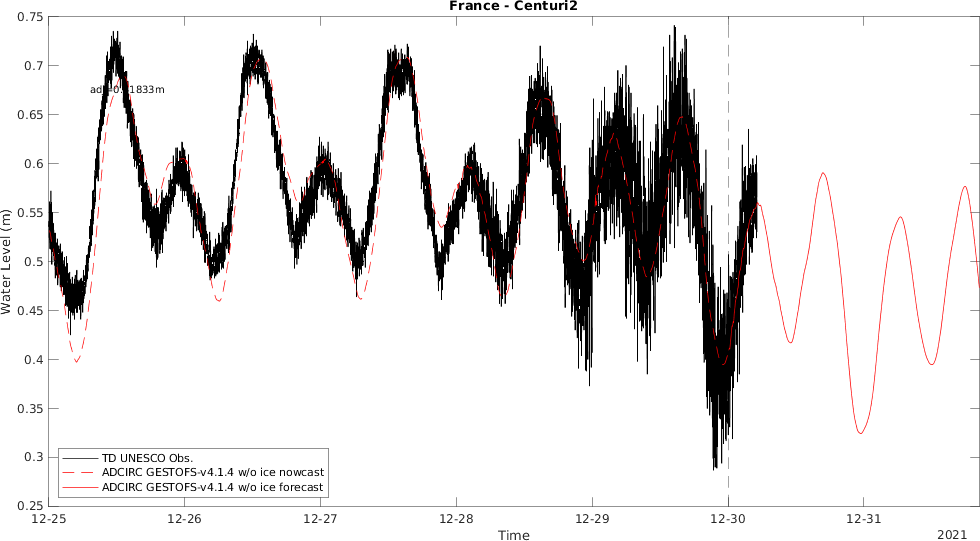 France - Centuri2
0.75
0.7
0.65
0.6
0.55
0.5
0.45
0.4
0.35
0.3
0.25
Water Level (m)
TD UNESCO Obs.
ADCIRC GESTOFS-v4.1.4 w/o ice nowcast
ADCIRC GESTOFS-v4.1.4 w/o ice forecast
12-25 12-26 12-27 12-28 12-29 12-30 12-31
Time
2021